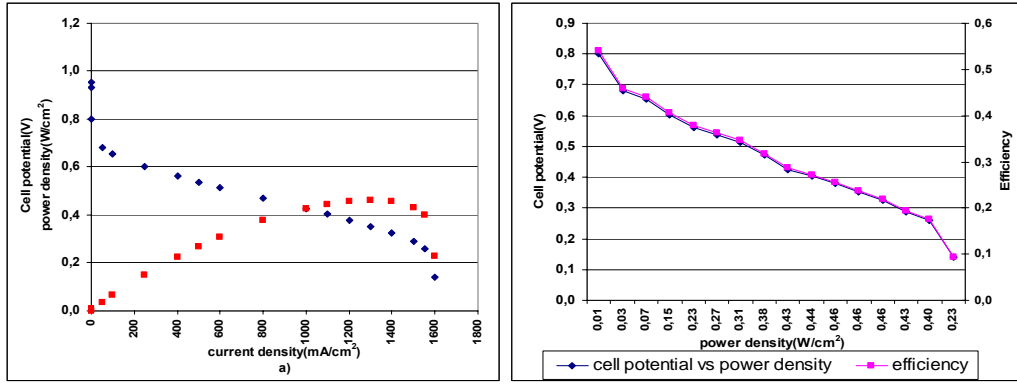 Cell potential(V)
power density(W/cm²)
1,2
1,0
0,8
0,6
0,4
0,2
0,0
0 200 400 600 800 1000 1200 1400 1600 1800
current density(mA/cm²)
a)
Cell potential(V)
0,9
0,8
0,7
0,6
0,5
0,4
0,3
0,2
0,1
0,0
0,6
0,5
0,4
0,3
0,2
0,1
0,0
Efficiency
0,01 0,03 0,07 0,15 0,23 0,27 0,31 0,38 0,43 0,44 0,46 0,46 0,46 0,43 0,40 0,23
power density(W/cm²)
cell potential vs power density efficiency